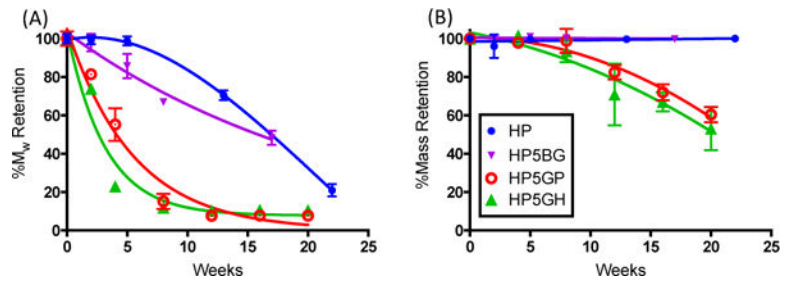 (A)
%Mw Retention
100%
80%
60%
40%
20%
0%
0
5
10
15
20
25
Weeks
(B)
%Mass Retention
100%
80%
60%
40%
20%
0%
HP
HP5BG
HP5GP
HP5GH
0
5
10
15
20
25
Weeks